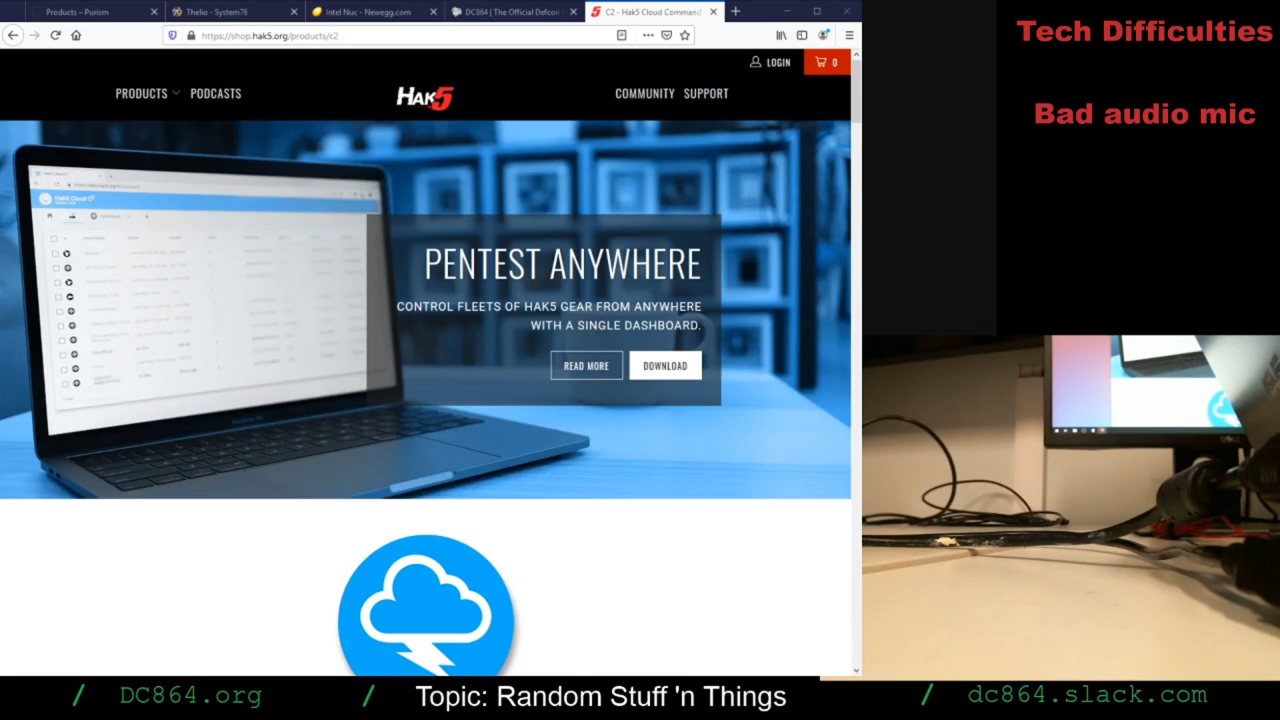 Products – Purism
Thelio - System76
Intel Nuc - Newegg.com
DC864 | The Official Defcon
C2 - Hak5 Cloud Command
https://shop.hak5.org/products/c2
LOGIN
0
PRODUCTS
PODCASTS
HAK5
COMMUNITY
SUPPORT
Hak5 Cloud C²
PENTEST ANYWHERE
CONTROL FLEETS OF HAK5 GEAR FROM ANYWHERE
WITH A SINGLE DASHBOARD.
READ MORE
DOWNLOAD
Tech Difficulties
Bad audio mic
/ DC864.org
/ Topic: Random Stuff 'n Things
/ dc864.slack.com